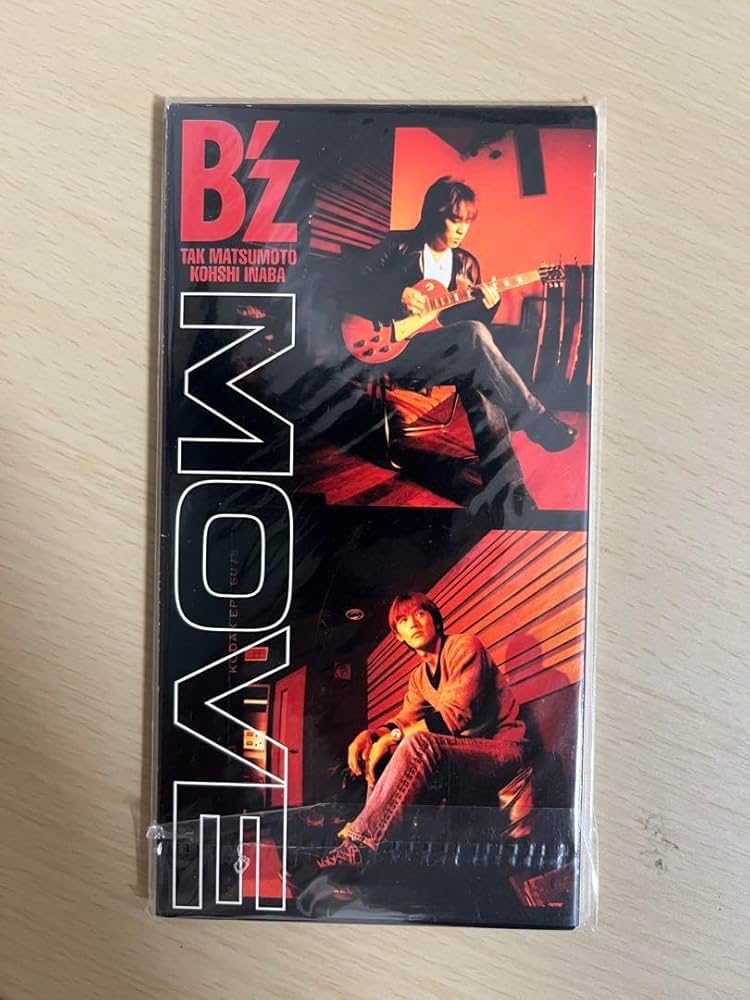 B'z
TAK MATSUMOTO
KOHSHI INABA
MOVE